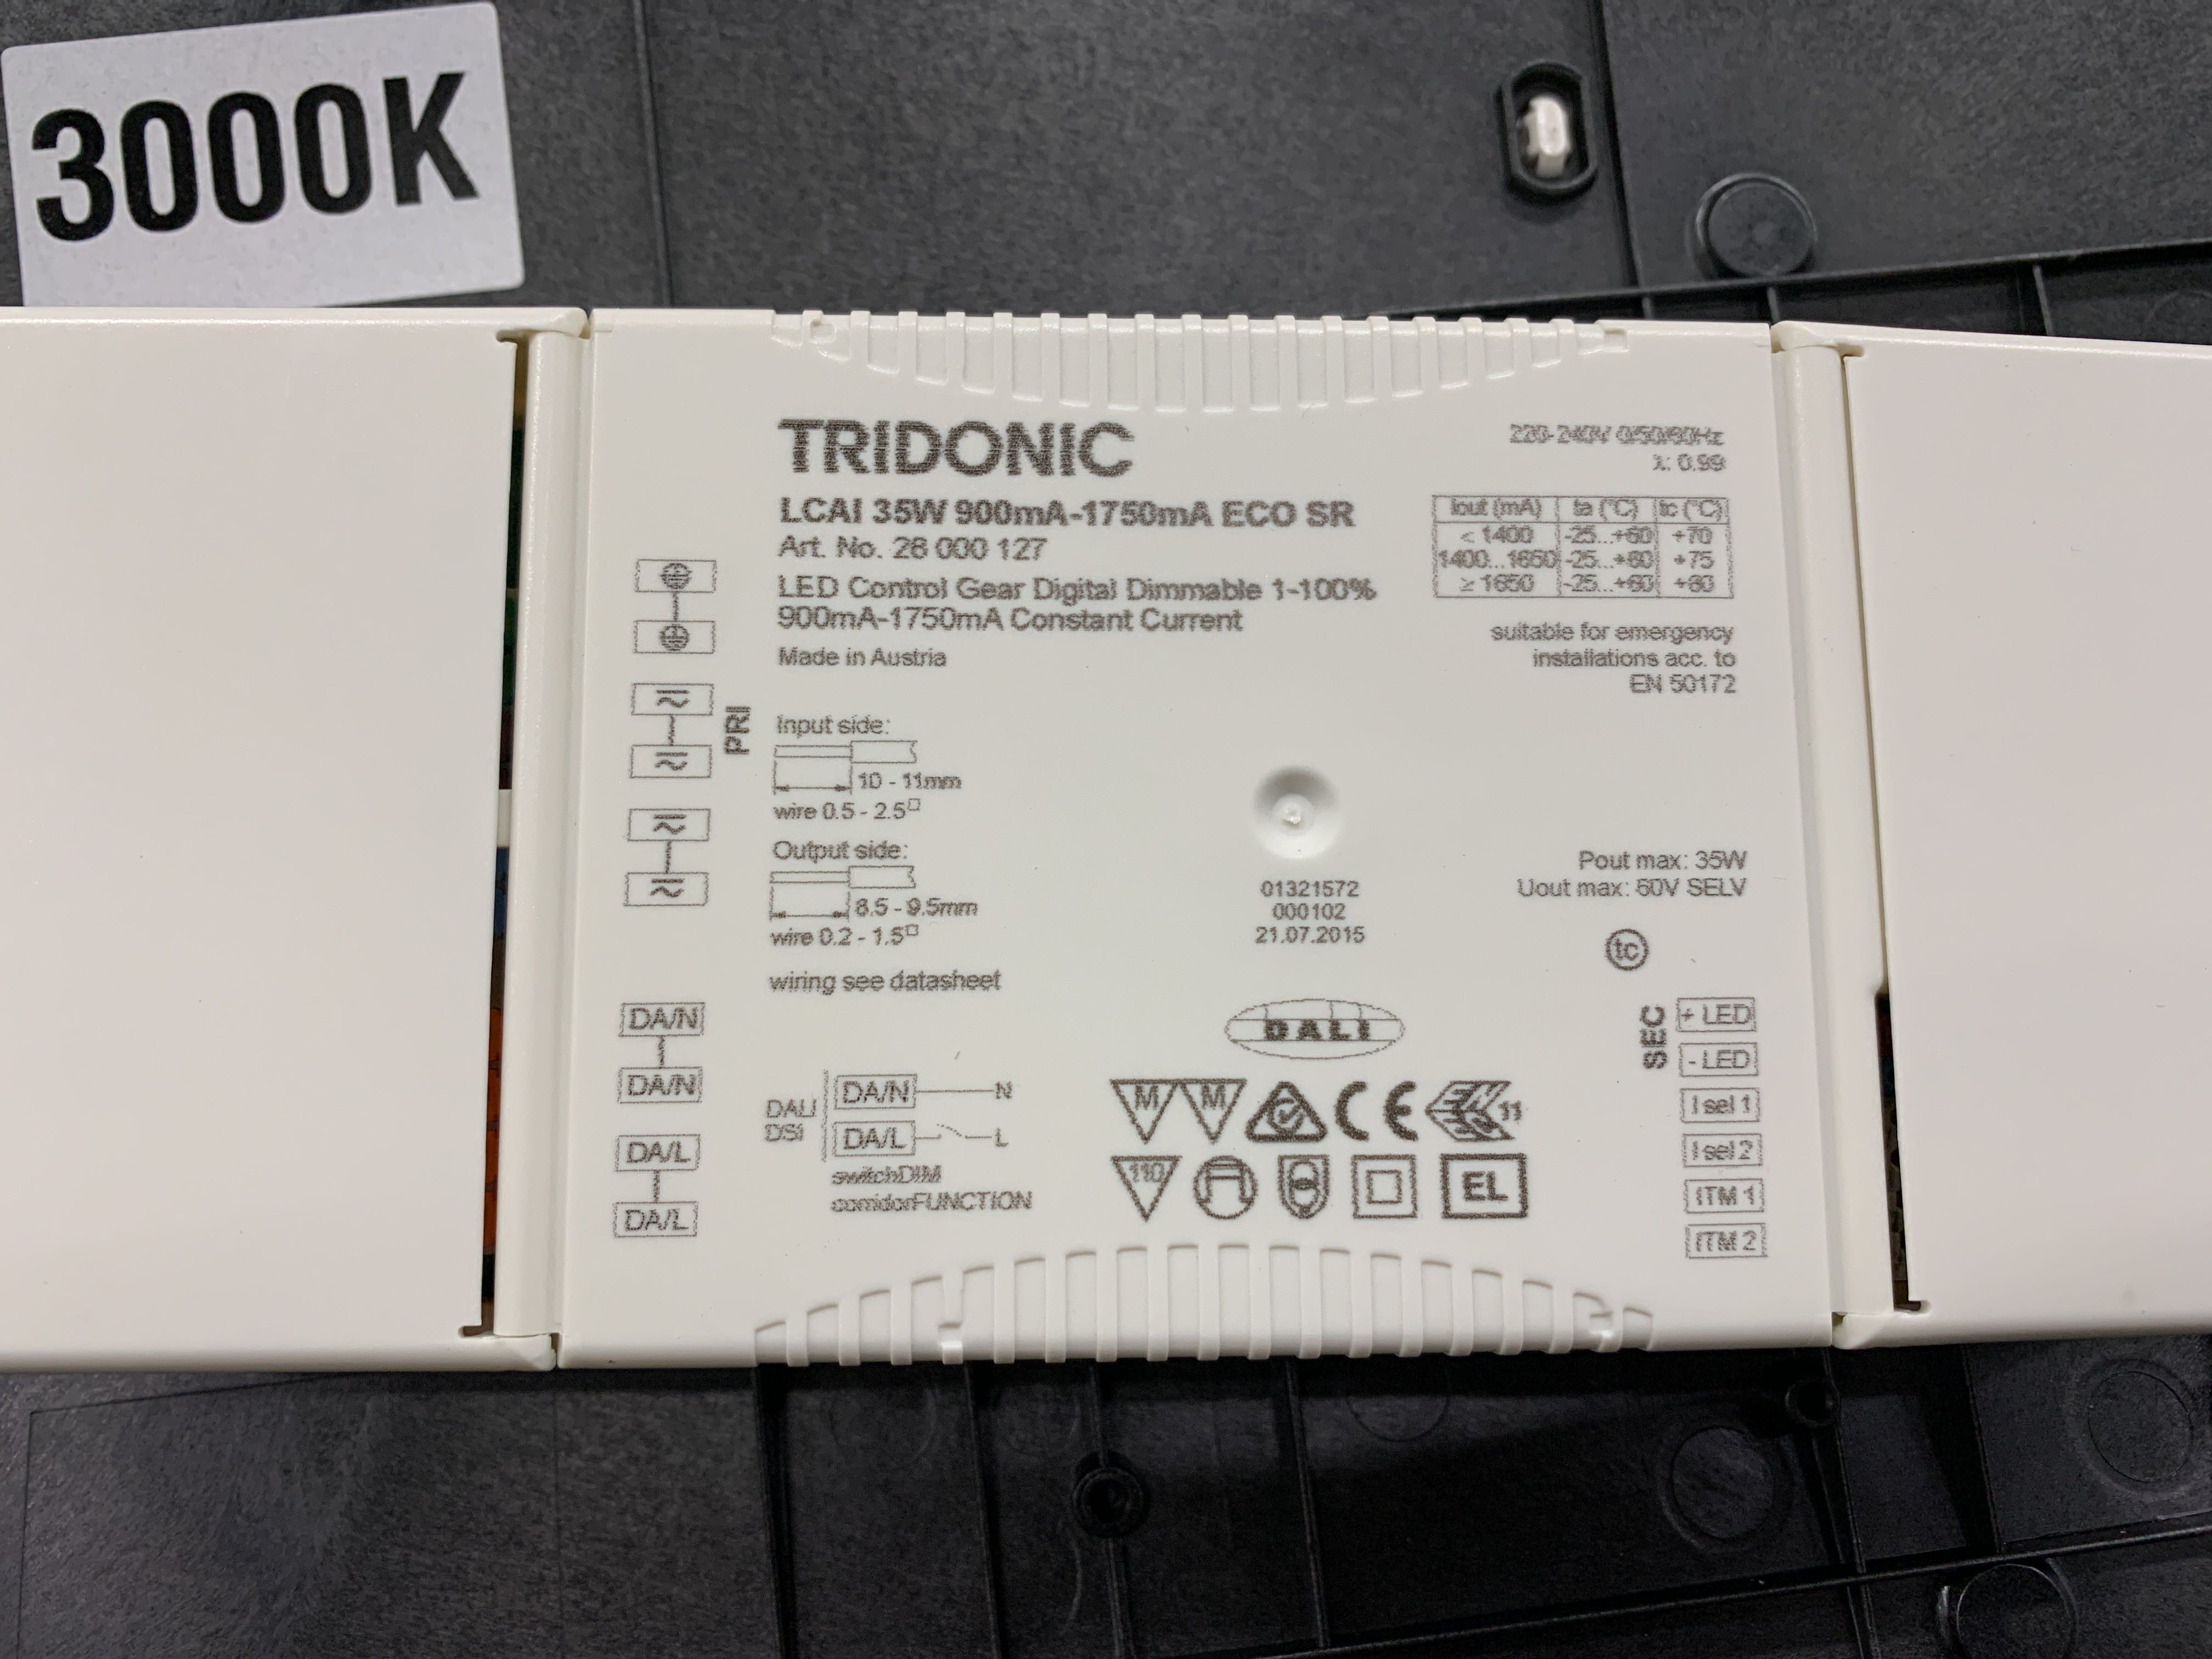 3000K
TRIDONIC
LCAI 35W 900mA-1750mA ECO SR
Art. No. 28 000 127
LED Control Gear Digital Dimmable 1-100%
900mA-1750mA Constant Current
Made in Austria
220-240V 0/50/60Hz
λ: 0.99
Iout (mA) ta (°C) tc (°C)
< 1400 -25...+60 +70
1400...1650 -25...+60 +75
≥ 1650 -25...+60 +80
suitable for emergency
installations acc. to
EN 50172
PRI
Input side:
10 - 11mm
wire 0.5 - 2.5□
Output side:
8.5 - 9.5mm
wire 0.2 - 1.5□
wiring see datasheet
01321572
000102
21.07.2015
Pout max: 35W
Uout max: 60V SELV
tc
DA/N
DA/N
DA/L
DA/L
DALI
DSI
DA/N N
DA/L L
switchDIM
corridorFUNCTION
DALI
M M CE 11
110 EL
SEC
+ LED
- LED
I sel 1
I sel 2
ITM 1
ITM 2